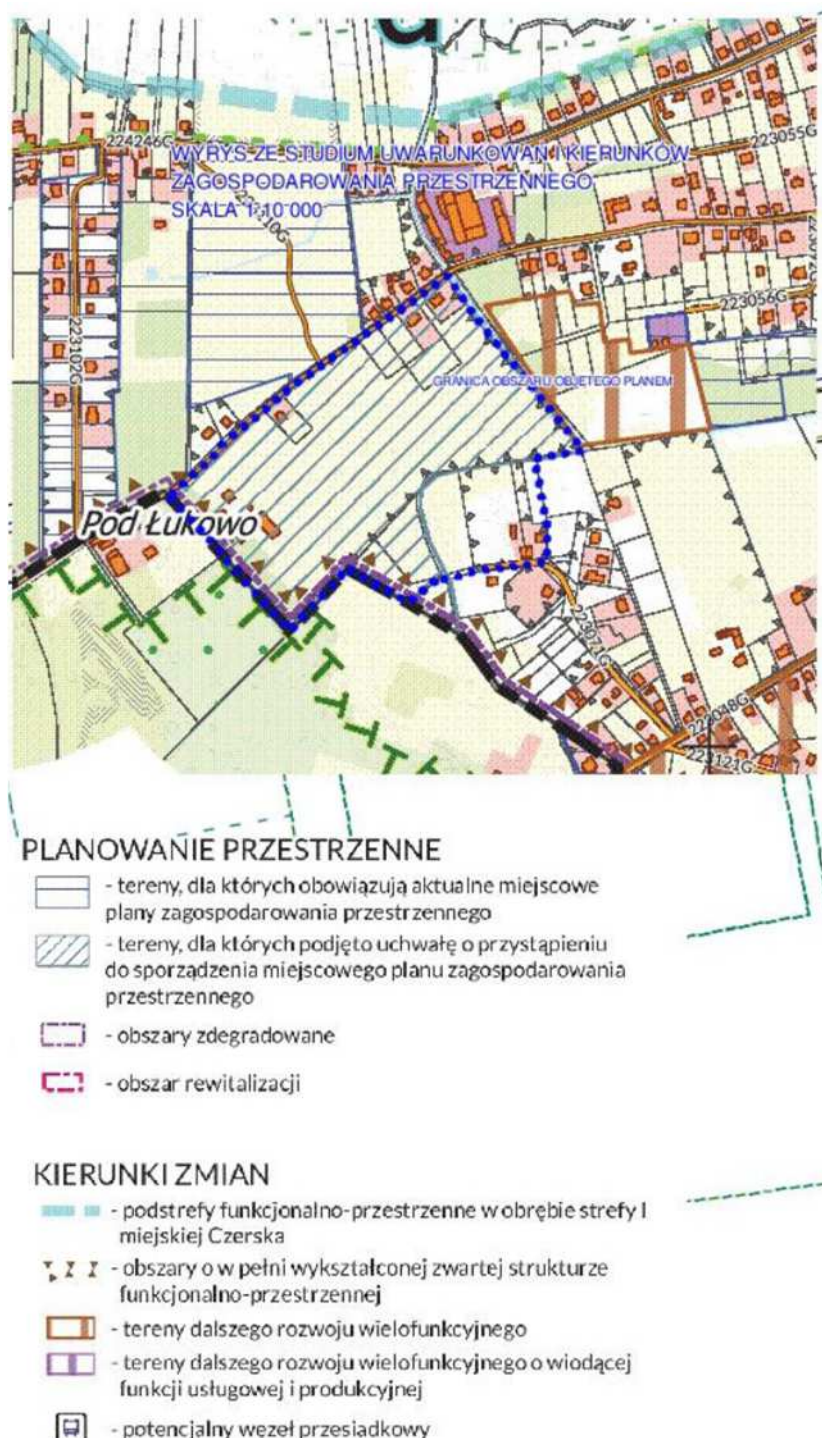 224246G
223055G
WYRYS ZE STUDIUM UWARUNKOWAŃ I KIERUNKÓW
ZAGOSPODAROWANIA PRZESTRZENNEGO
SKALA 1:10 000
223056G
223102G
GRANICA OBSZARU OBJĘTEGO PLANEM
Pod Łukowo
223121G
PLANOWANIE PRZESTRZENNE
- tereny, dla których obowiązują aktualne miejscowe
plany zagospodarowania przestrzennego
- tereny, dla których podjęto uchwałę o przystąpieniu
do sporządzenia miejscowego planu zagospodarowania
przestrzennego
- obszary zdegradowane
- obszar rewitalizacji
KIERUNKI ZMIAN
- podstrefy funkcjonalno-przestrzenne w obrębie strefy I
miejskiej Czerska
- obszary o w pełni wykształconej zwartej strukturze
funkcjonalno-przestrzennej
- tereny dalszego rozwoju wielofunkcyjnego
- tereny dalszego rozwoju wielofunkcyjnego o wiodącej
funkcji usługowej i produkcyjnej
- potencjalny węzeł przesiadkowy